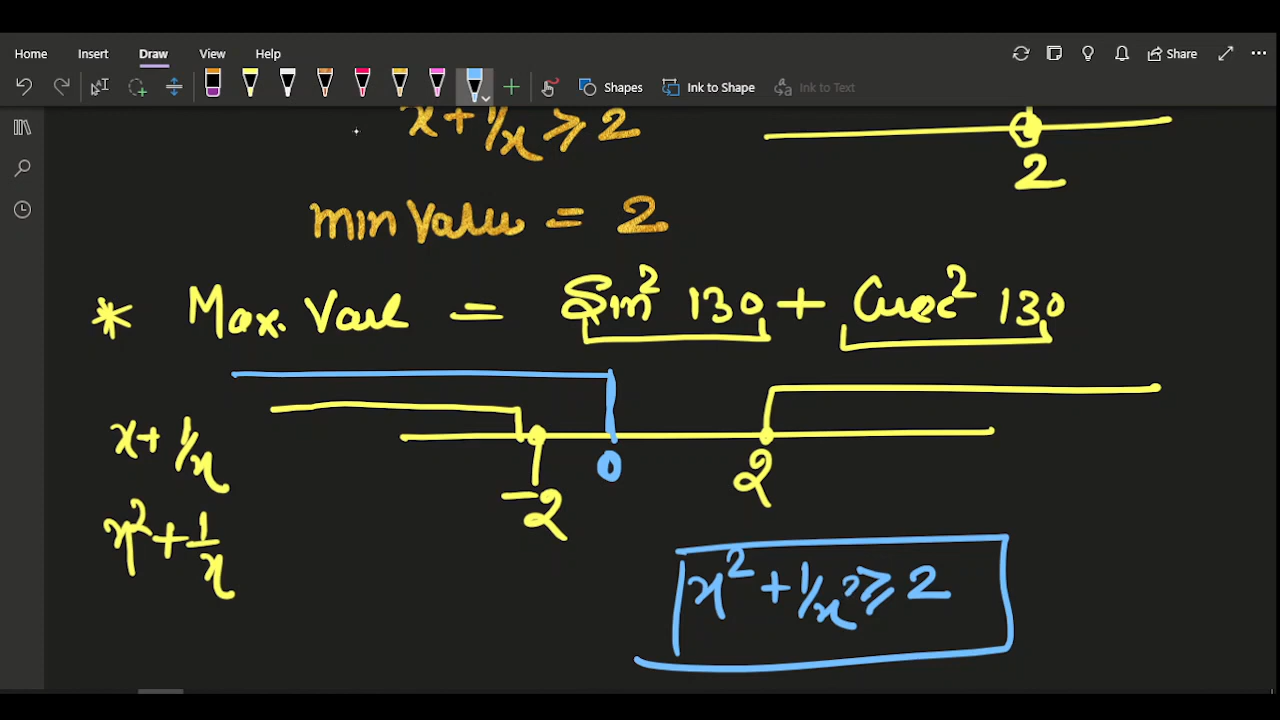 Home Insert Draw View Help
Share
Shapes Ink to Shape Ink to Text
x + 1/x ⩾ 2
2
min Value = 2
* Max. Vaul = Sin² 130 + Cosec² 130
x + 1/x
-2 0 2
x² + 1/x
x² + 1/x² ⩾ 2